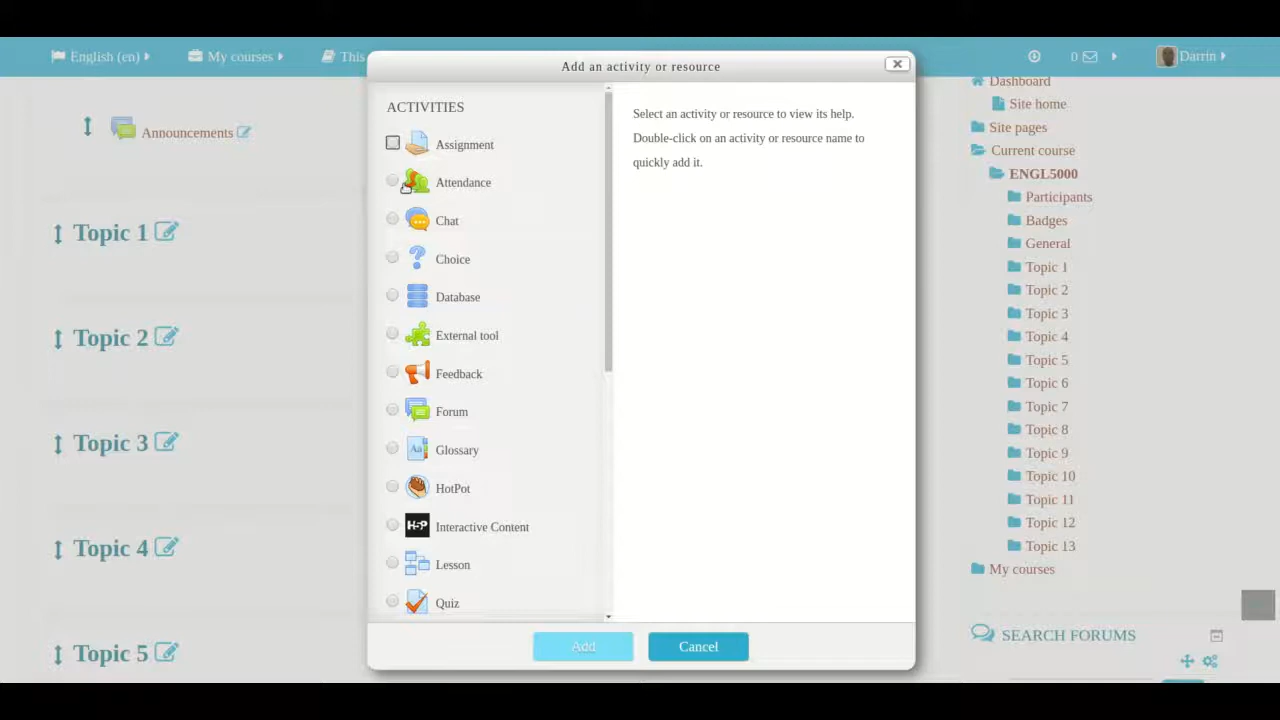 English (en)
My courses
This
0
Darrin
Add an activity or resource
ACTIVITIES
Assignment
Attendance
Chat
Choice
Database
External tool
Feedback
Forum
Glossary
HotPot
H-P
Interactive Content
Lesson
Quiz
Select an activity or resource to view its help.
Double-click on an activity or resource name to
quickly add it.
Add
Cancel
Announcements
Topic 1
Topic 2
Topic 3
Topic 4
Topic 5
Dashboard
Site home
Site pages
Current course
ENGL5000
Participants
Badges
General
Topic 1
Topic 2
Topic 3
Topic 4
Topic 5
Topic 6
Topic 7
Topic 8
Topic 9
Topic 10
Topic 11
Topic 12
Topic 13
My courses
SEARCH FORUMS